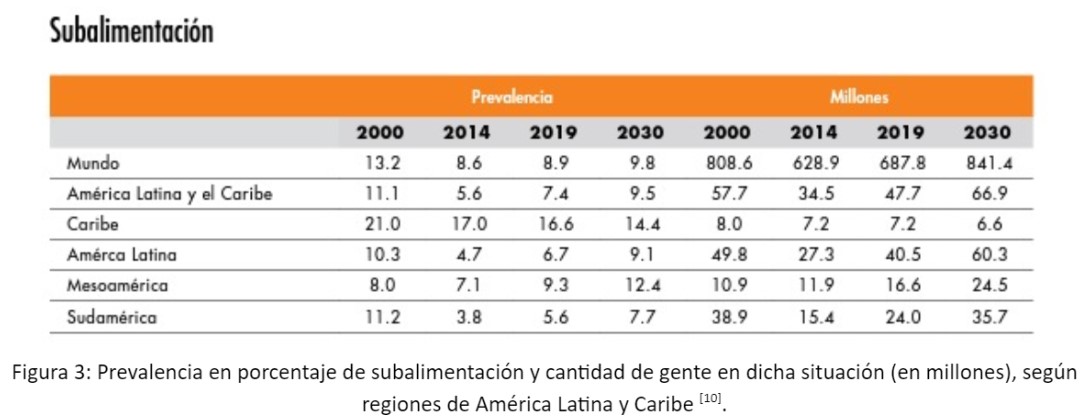 Subalimentación
Prevalencia Millones
2000 2014 2019 2030 2000 2014 2019 2030
Mundo 13.2 8.6 8.9 9.8 808.6 628.9 687.8 841.4
América Latina y el Caribe 11.1 5.6 7.4 9.5 57.7 34.5 47.7 66.9
Caribe 21.0 17.0 16.6 14.4 8.0 7.2 7.2 6.6
Amérca Latina 10.3 4.7 6.7 9.1 49.8 27.3 40.5 60.3
Mesoamérica 8.0 7.1 9.3 12.4 10.9 11.9 16.6 24.5
Sudamérica 11.2 3.8 5.6 7.7 38.9 15.4 24.0 35.7
Figura 3: Prevalencia en porcentaje de subalimentación y cantidad de gente en dicha situación (en millones), según
regiones de América Latina y Caribe [10].